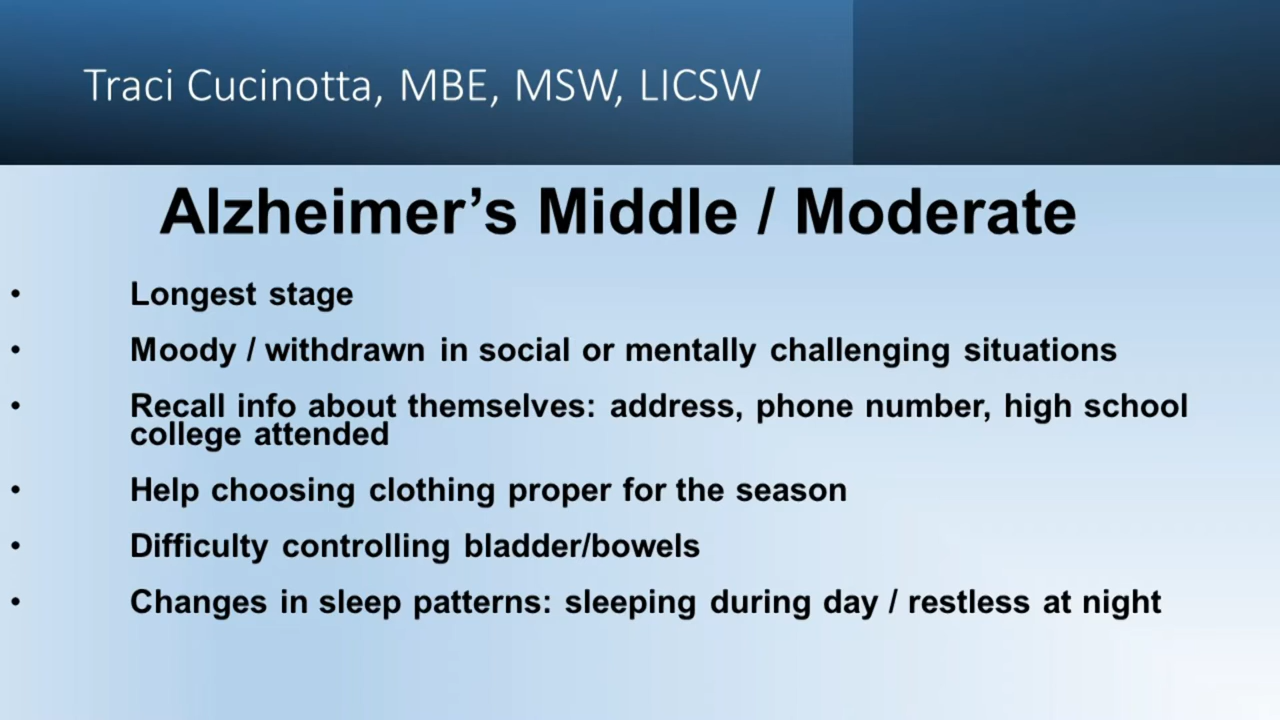 Traci Cucinotta, MBE, MSW, LICSW
Alzheimer’s Middle / Moderate
• Longest stage
• Moody / withdrawn in social or mentally challenging situations
• Recall info about themselves: address, phone number, high school
college attended
• Help choosing clothing proper for the season
• Difficulty controlling bladder/bowels
• Changes in sleep patterns: sleeping during day / restless at night